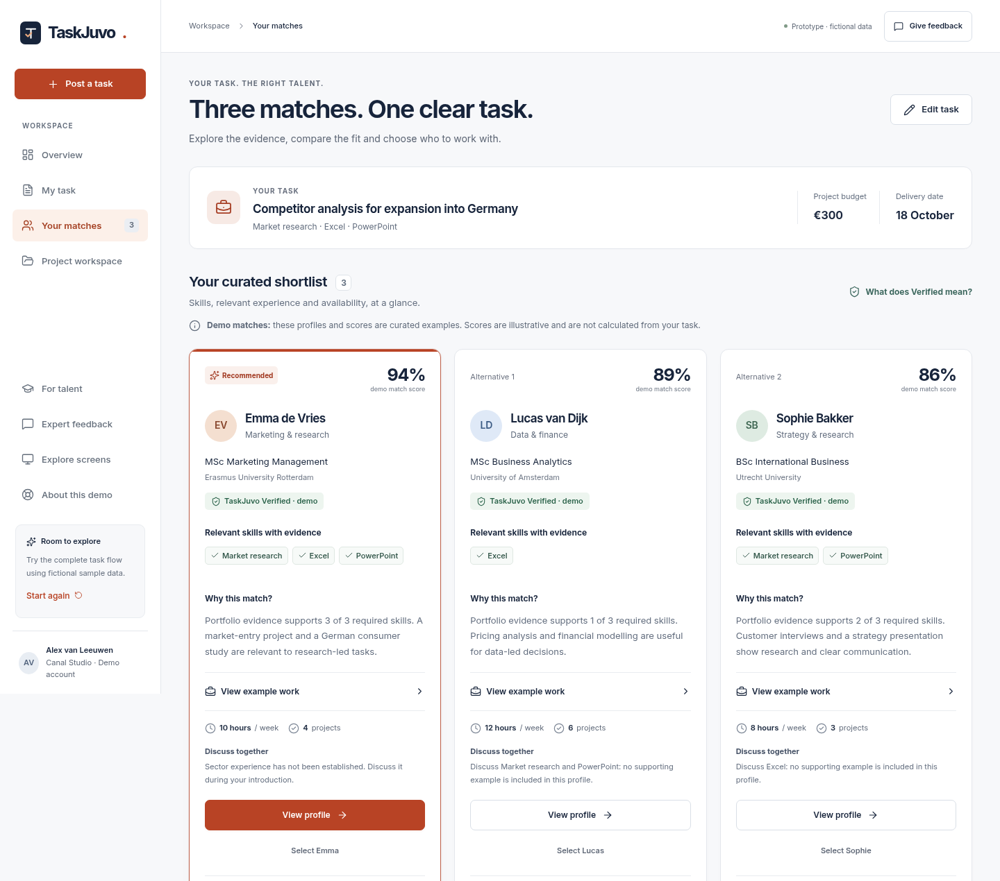 TaskJuvo.
Post a task
WORKSPACE
Overview
My task
Your matches 3
Project workspace
For talent
Expert feedback
Explore screens
About this demo
Room to explore
Try the complete task flow
using fictional sample data.
Start again
AV
Alex van Leeuwen
Canal Studio · Demo
account
Workspace
Your matches
Prototype · fictional data
Give feedback
YOUR TASK. THE RIGHT TALENT.
Three matches. One clear task.
Explore the evidence, compare the fit and choose who to work with.
Edit task
YOUR TASK
Competitor analysis for expansion into Germany
Market research · Excel · PowerPoint
Project budget
€300
Delivery date
18 October
Your curated shortlist 3
Skills, relevant experience and availability, at a glance.
What does Verified mean?
Demo matches: these profiles and scores are curated examples. Scores are illustrative and are not calculated from your task.
Recommended
94%
demo match score
EV
Emma de Vries
Marketing & research
MSc Marketing Management
Erasmus University Rotterdam
TaskJuvo Verified · demo
Relevant skills with evidence
Market research
Excel
PowerPoint
Why this match?
Portfolio evidence supports 3 of 3 required skills. A
market-entry project and a German consumer
study are relevant to research-led tasks.
View example work
10 hours / week
4 projects
Discuss together
Sector experience has not been established. Discuss it
during your introduction.
View profile
Select Emma
Alternative 1
89%
demo match score
LD
Lucas van Dijk
Data & finance
MSc Business Analytics
University of Amsterdam
TaskJuvo Verified · demo
Relevant skills with evidence
Excel
Why this match?
Portfolio evidence supports 1 of 3 required skills.
Pricing analysis and financial modelling are useful
for data-led decisions.
View example work
12 hours / week
6 projects
Discuss together
Discuss Market research and PowerPoint: no supporting
example is included in this profile.
View profile
Select Lucas
Alternative 2
86%
demo match score
SB
Sophie Bakker
Strategy & research
BSc International Business
Utrecht University
TaskJuvo Verified · demo
Relevant skills with evidence
Market research
PowerPoint
Why this match?
Portfolio evidence supports 2 of 3 required skills.
Customer interviews and a strategy presentation
show research and clear communication.
View example work
8 hours / week
3 projects
Discuss together
Discuss Excel: no supporting example is included in this
profile.
View profile
Select Sophie